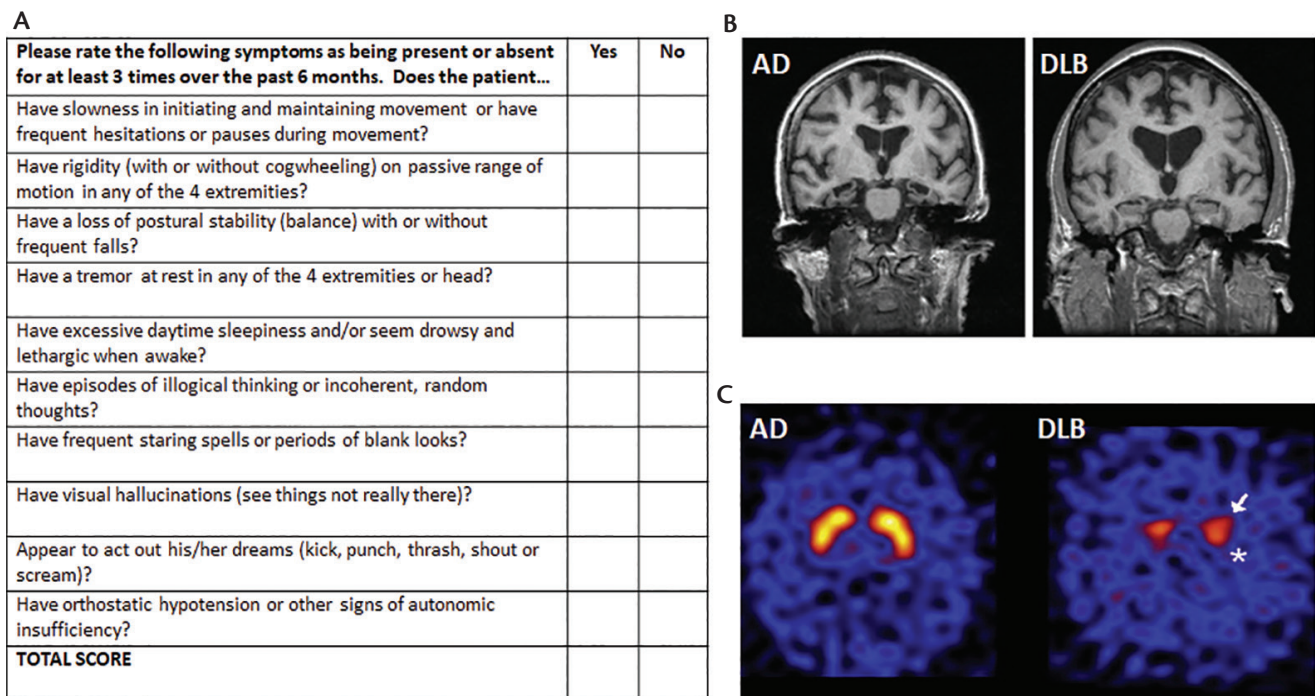 A
Please rate the following symptoms as being present or absent
for at least 3 times over the past 6 months. Does the patient...
Yes
No
Have slowness in initiating and maintaining movement or have
frequent hesitations or pauses during movement?
Have rigidity (with or without cogwheeling) on passive range of
motion in any of the 4 extremities?
Have a loss of postural stability (balance) with or without
frequent falls?
Have a tremor at rest in any of the 4 extremities or head?
Have excessive daytime sleepiness and/or seem drowsy and
lethargic when awake?
Have episodes of illogical thinking or incoherent, random
thoughts?
Have frequent staring spells or periods of blank looks?
Have visual hallucinations (see things not really there)?
Appear to act out his/her dreams (kick, punch, thrash, shout or
scream)?
Have orthostatic hypotension or other signs of autonomic
insufficiency?
TOTAL SCORE
B
AD
DLB
C
AD
DLB
*